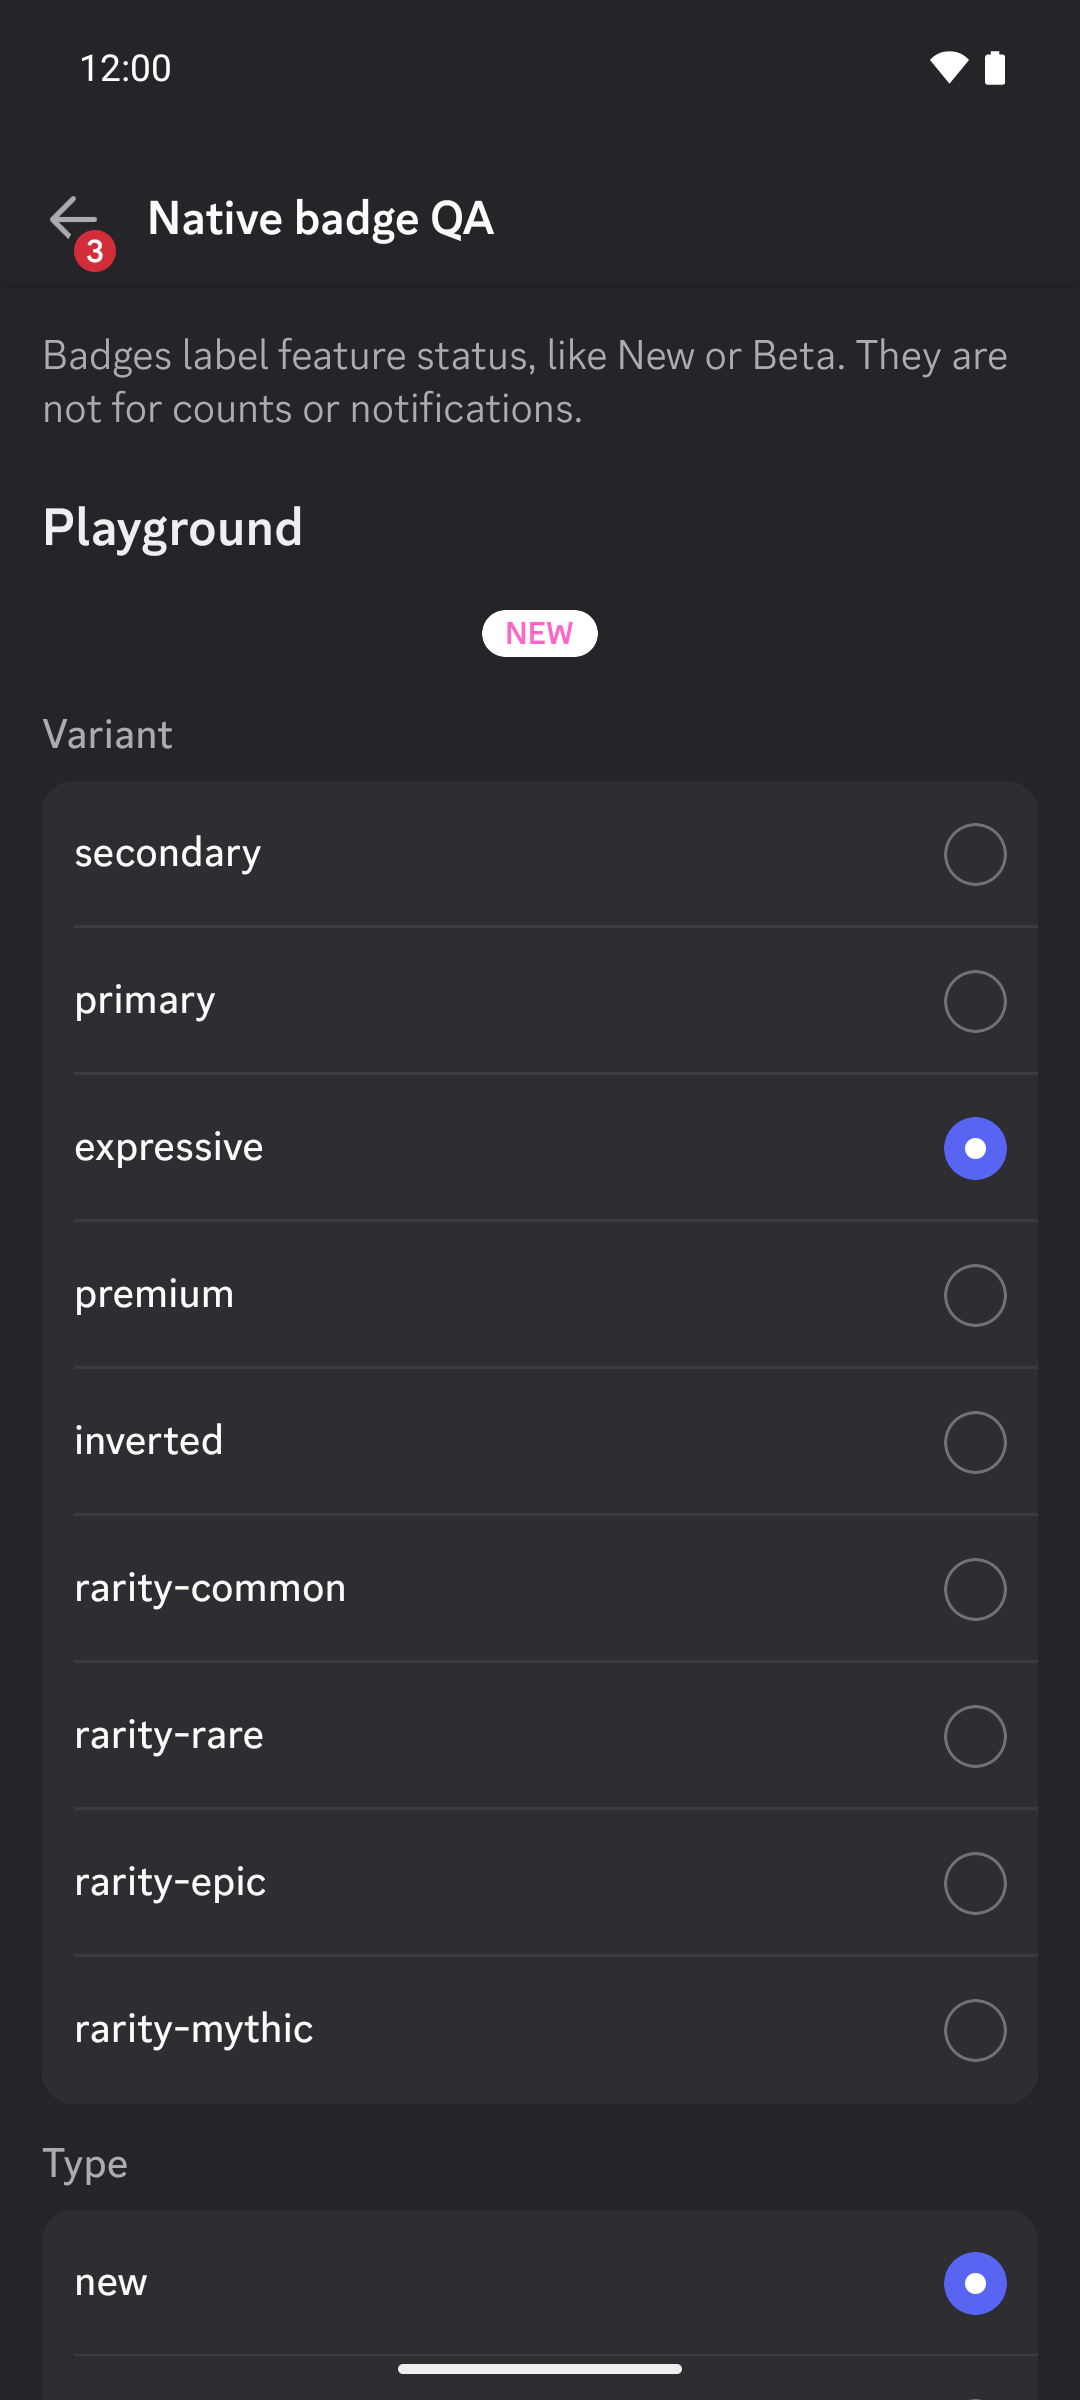 12:00
3
Native badge QA
Badges label feature status, like New or Beta. They are
not for counts or notifications.
Playground
NEW
Variant
secondary
primary
expressive
premium
inverted
rarity-common
rarity-rare
rarity-epic
rarity-mythic
Type
new